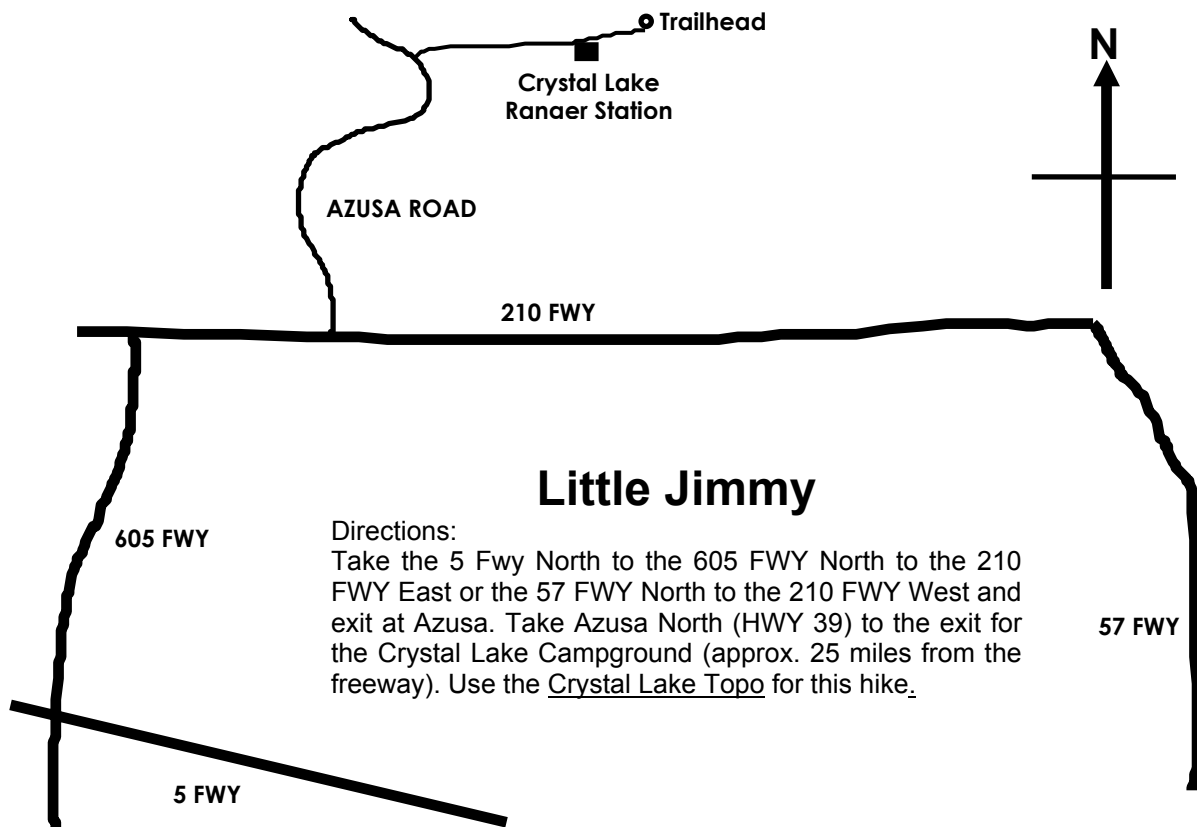 Trailhead
N
Crystal Lake
Ranaer Station
AZUSA ROAD
210 FWY
Little Jimmy
605 FWY
Directions:
Take the 5 Fwy North to the 605 FWY North to the 210
FWY East or the 57 FWY North to the 210 FWY West and
exit at Azusa. Take Azusa North (HWY 39) to the exit for
the Crystal Lake Campground (approx. 25 miles from the
freeway). Use the Crystal Lake Topo for this hike.
57 FWY
5 FWY